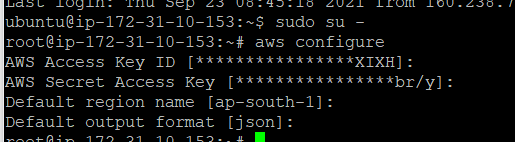 Last login: Thu Sep 23 08:45:18 2021 from 160.238.7
ubuntu@ip-172-31-10-153:~$ sudo su -
root@ip-172-31-10-153:~# aws configure
AWS Access Key ID [****************XIXH]:
AWS Secret Access Key [****************br/y]:
Default region name [ap-south-1]:
Default output format [json]:
root@ip-172-31-10-153:~#